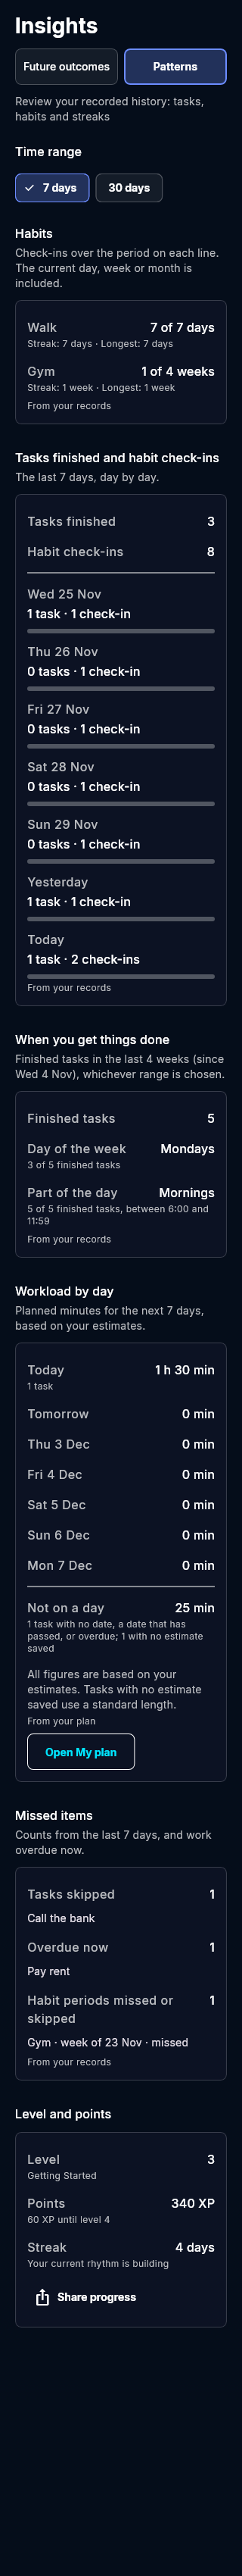 Insights
Future outcomes
Patterns
Review your recorded history: tasks,
habits and streaks
Time range
7 days
30 days
Habits
Check-ins over the period on each line.
The current day, week or month is
included.
Walk 7 of 7 days
Streak: 7 days · Longest: 7 days
Gym 1 of 4 weeks
Streak: 1 week · Longest: 1 week
From your records
Tasks finished and habit check-ins
The last 7 days, day by day.
Tasks finished 3
Habit check-ins 8
Wed 25 Nov
1 task · 1 check-in
Thu 26 Nov
0 tasks · 1 check-in
Fri 27 Nov
0 tasks · 1 check-in
Sat 28 Nov
0 tasks · 1 check-in
Sun 29 Nov
0 tasks · 1 check-in
Yesterday
1 task · 1 check-in
Today
1 task · 2 check-ins
From your records
When you get things done
Finished tasks in the last 4 weeks (since
Wed 4 Nov), whichever range is chosen.
Finished tasks 5
Day of the week Mondays
3 of 5 finished tasks
Part of the day Mornings
5 of 5 finished tasks, between 6:00 and
11:59
From your records
Workload by day
Planned minutes for the next 7 days,
based on your estimates.
Today 1 h 30 min
1 task
Tomorrow 0 min
Thu 3 Dec 0 min
Fri 4 Dec 0 min
Sat 5 Dec 0 min
Sun 6 Dec 0 min
Mon 7 Dec 0 min
Not on a day 25 min
1 task with no date, a date that has
passed, or overdue; 1 with no estimate
saved
All figures are based on your
estimates. Tasks with no estimate
saved use a standard length.
From your plan
Open My plan
Missed items
Counts from the last 7 days, and work
overdue now.
Tasks skipped 1
Call the bank
Overdue now 1
Pay rent
Habit periods missed or 1
skipped
Gym · week of 23 Nov · missed
From your records
Level and points
Level 3
Getting Started
Points 340 XP
60 XP until level 4
Streak 4 days
Your current rhythm is building
Share progress